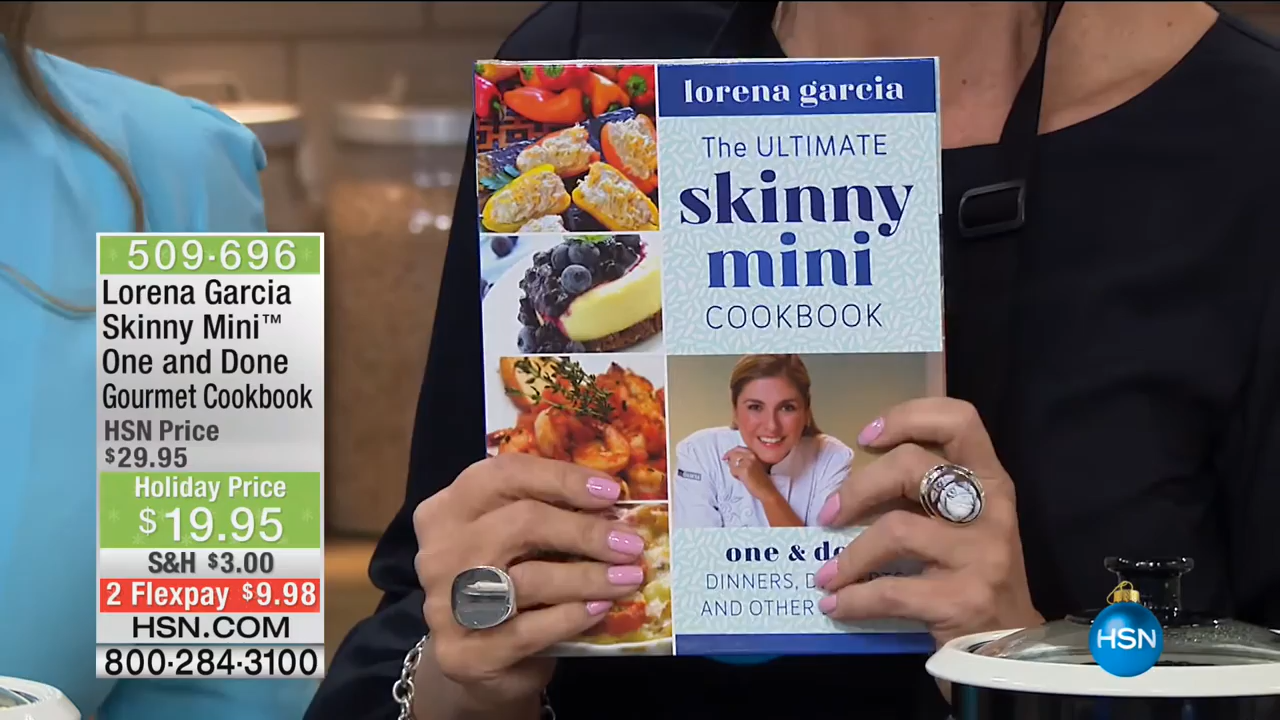 509-696
Lorena Garcia
Skinny Mini™
One and Done
Gourmet Cookbook
HSN Price
$29.95
Holiday Price
$19.95
S&H $3.00
2 Flexpay $9.98
HSN.COM
800-284-3100
lorena garcia
The ULTIMATE
skinny
mini
COOKBOOK
one &
DINNERS,
AND OTHER
HSN